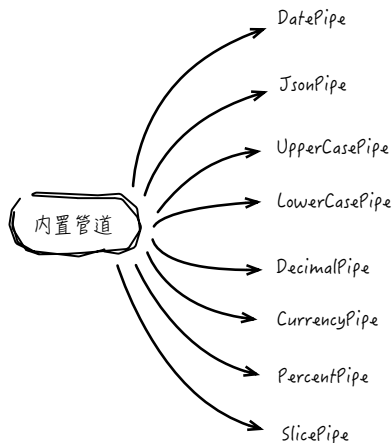 DatePipe
JsonPipe
UpperCasePipe
LowerCasePipe
内置管道
DecimalPipe
CurrencyPipe
PercentPipe
SlicePipe